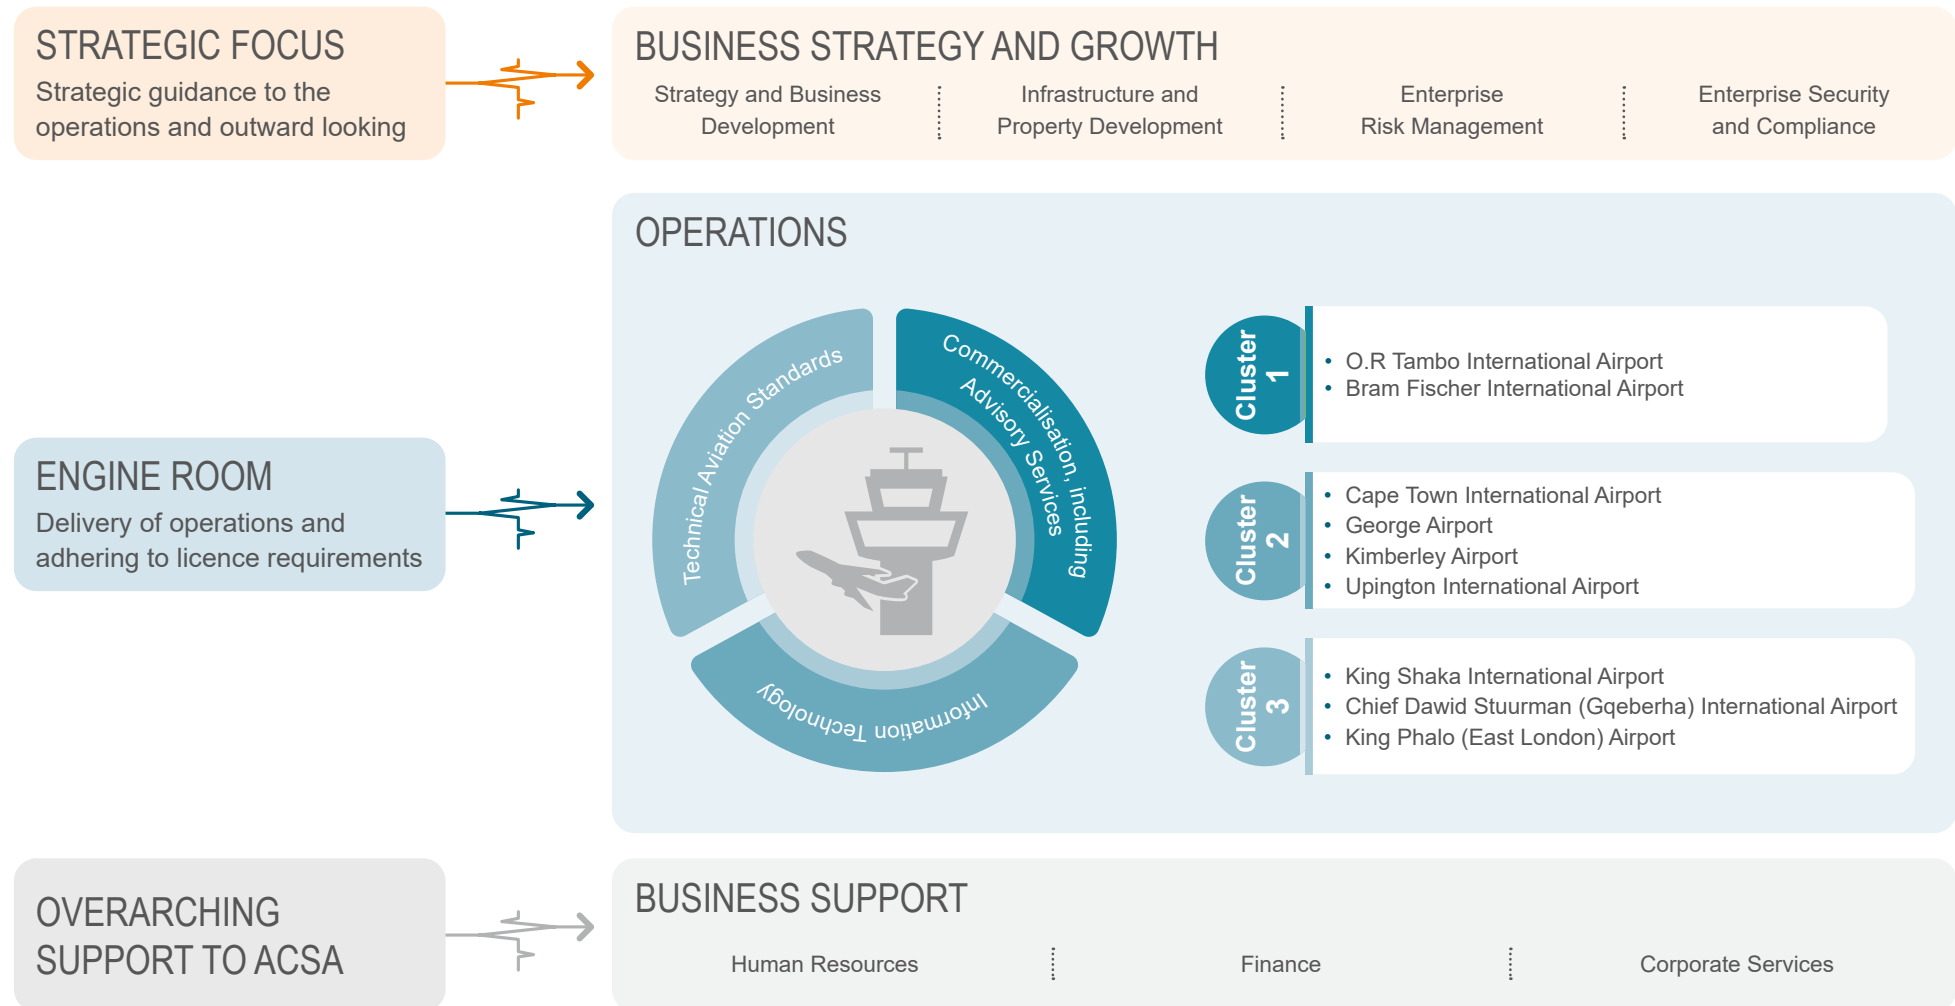 STRATEGIC FOCUS
Strategic guidance to the
operations and outward looking
BUSINESS STRATEGY AND GROWTH
Strategy and Business
Development
Infrastructure and
Property Development
Enterprise
Risk Management
Enterprise Security
and Compliance
ENGINE ROOM
Delivery of operations and
adhering to licence requirements
OPERATIONS
Technical Aviation Standards
Commercialisation, including
Advisory Services
Information Technology
Cluster
1
• O.R Tambo International Airport
• Bram Fischer International Airport
Cluster
2
• Cape Town International Airport
• George Airport
• Kimberley Airport
• Upington International Airport
Cluster
3
• King Shaka International Airport
• Chief Dawid Stuurman (Gqeberha) International Airport
• King Phalo (East London) Airport
OVERARCHING
SUPPORT TO ACSA
BUSINESS SUPPORT
Human Resources
Finance
Corporate Services